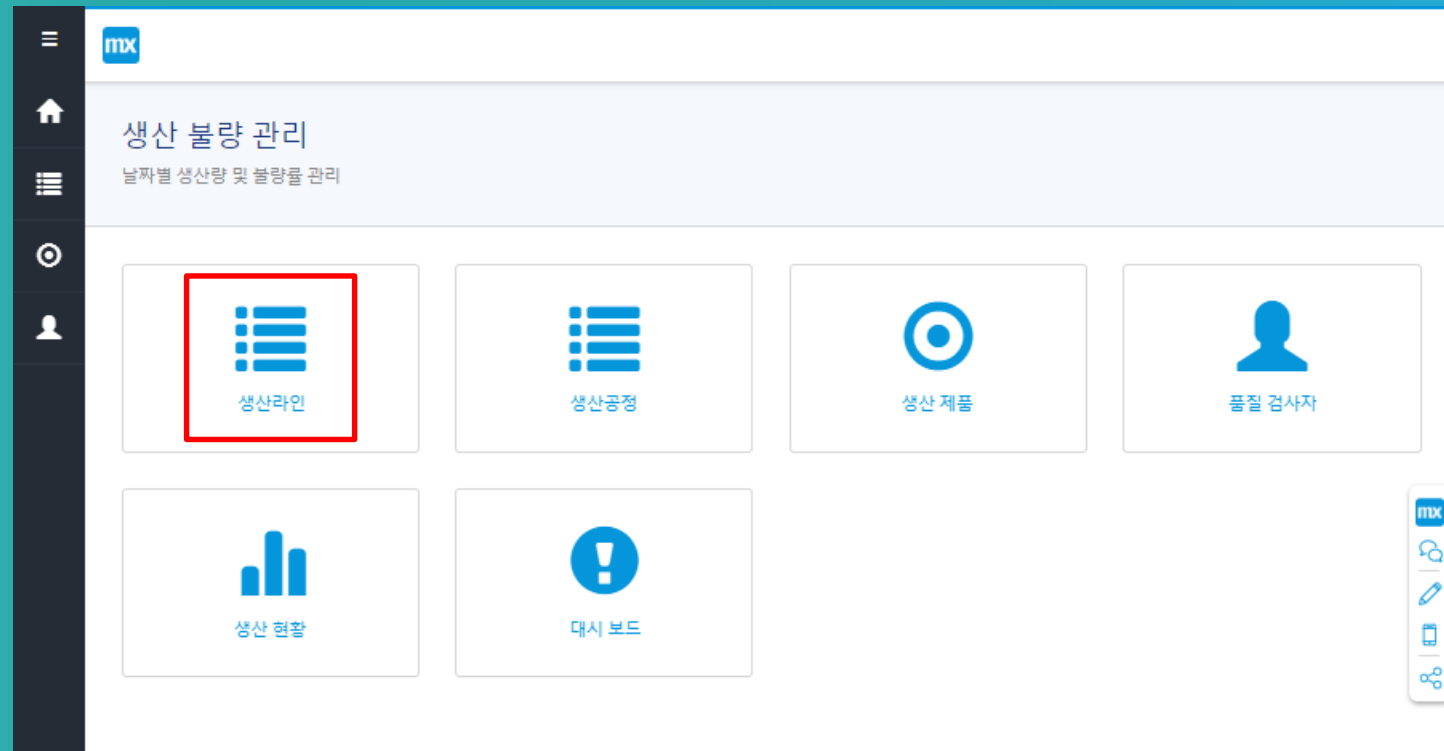 mx
생산 불량 관리
날짜별 생산량 및 불량률 관리
생산라인
생산공정
생산 제품
품질 검사자
생산 현황
대시 보드
mx